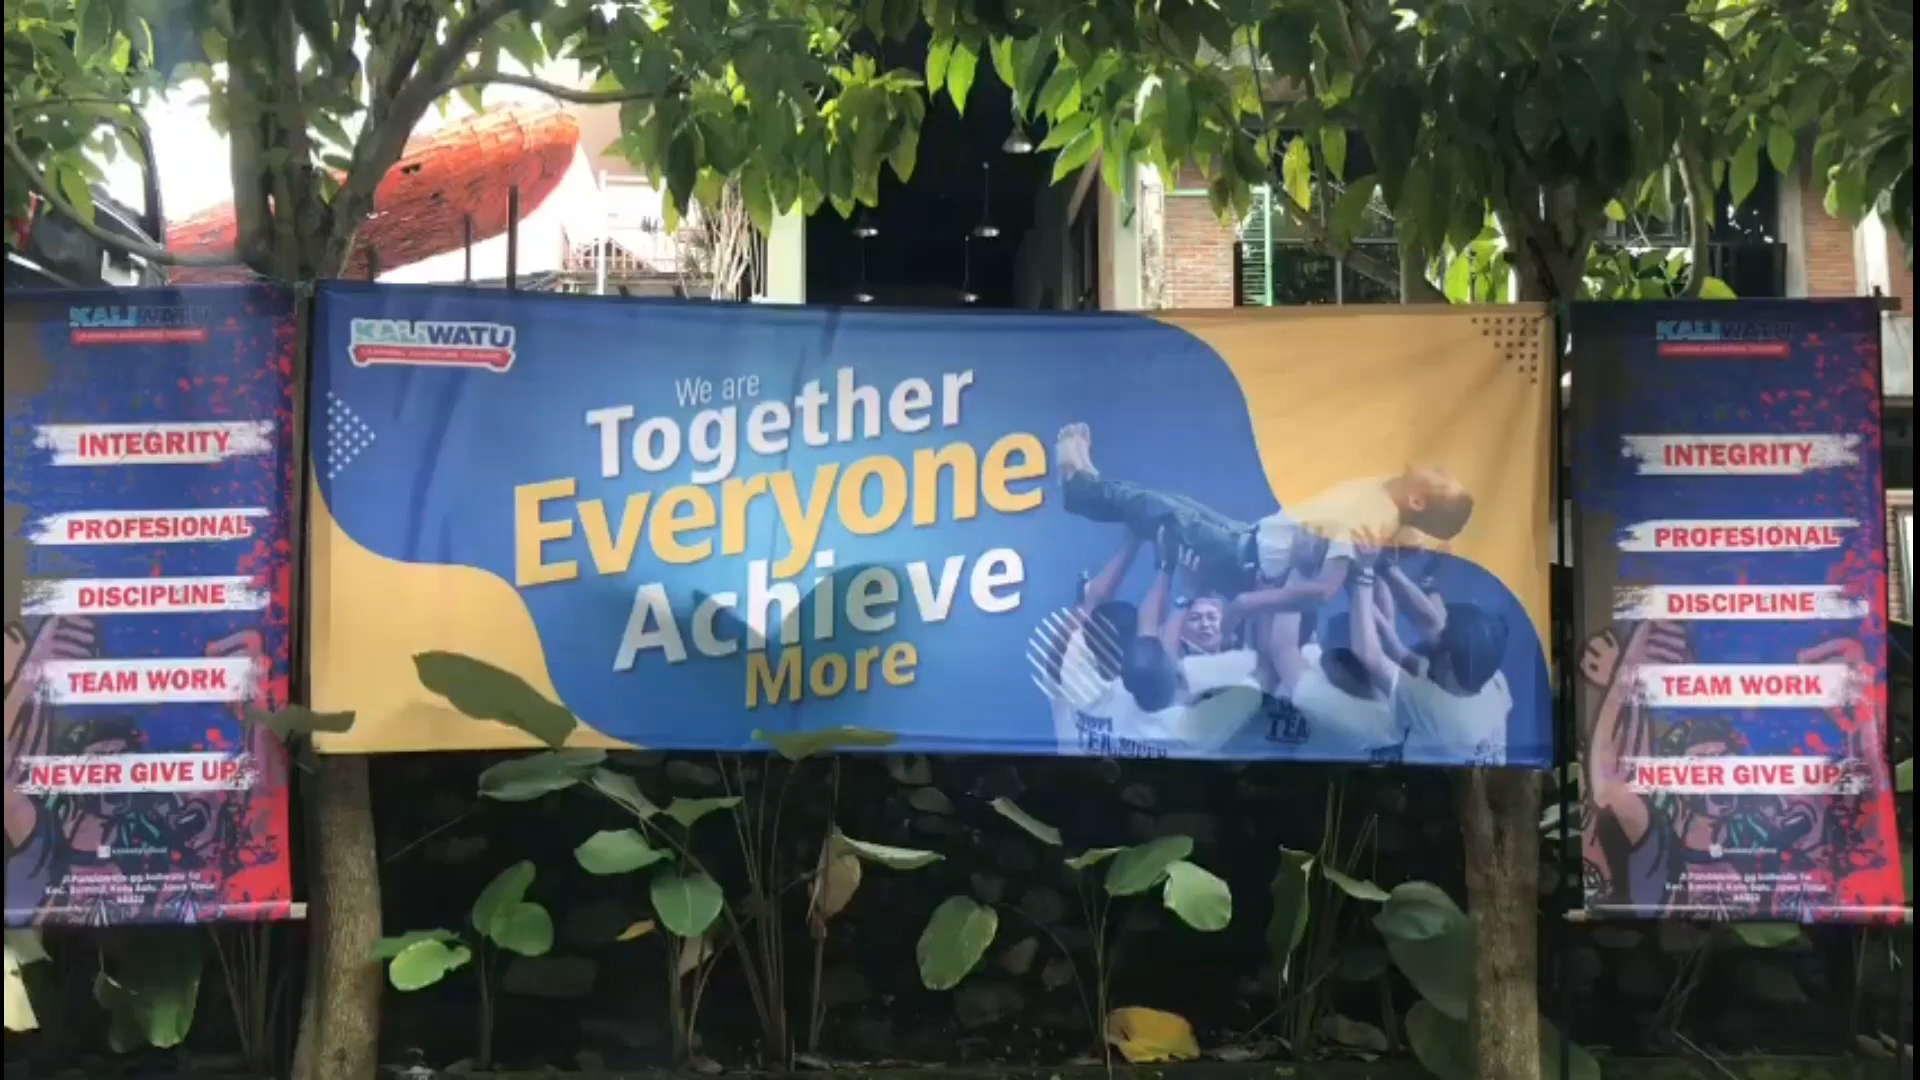 KALIWATU
INTEGRITY
PROFESIONAL
DISCIPLINE
TEAM WORK
NEVER GIVE UP
KALIWATU
We are
Together
Everyone
Achieve
More
KALIWATU
INTEGRITY
PROFESIONAL
DISCIPLINE
TEAM WORK
NEVER GIVE UP